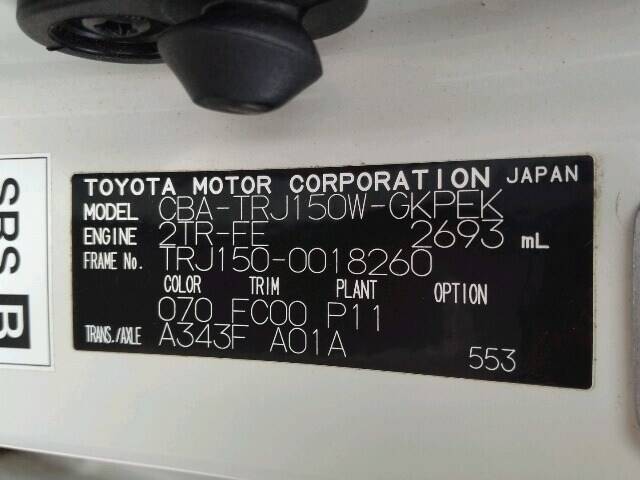 TOYOTA MOTOR CORPORATION JAPAN
MODEL CBA-TRJ150W-GKPEK
ENGINE 2TR-FE 2693 mL
FRAME No. TRJ150-0018260
COLOR TRIM PLANT OPTION
070 FC00 P11
TRANS./AXLE A343F A01A
553
SBS B